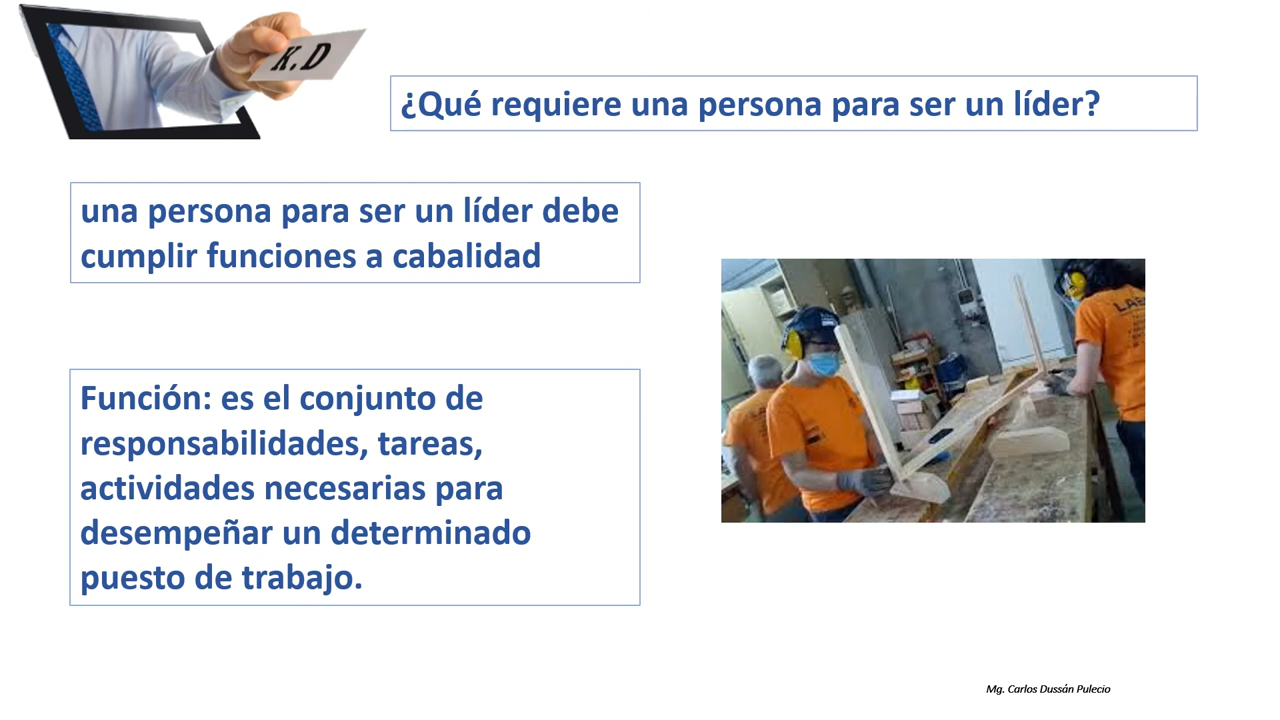 K.D
¿Qué requiere una persona para ser un líder?
una persona para ser un líder debe
cumplir funciones a cabalidad
Función: es el conjunto de
responsabilidades, tareas,
actividades necesarias para
desempeñar un determinado
puesto de trabajo.
Mg. Carlos Dussán Pulecio